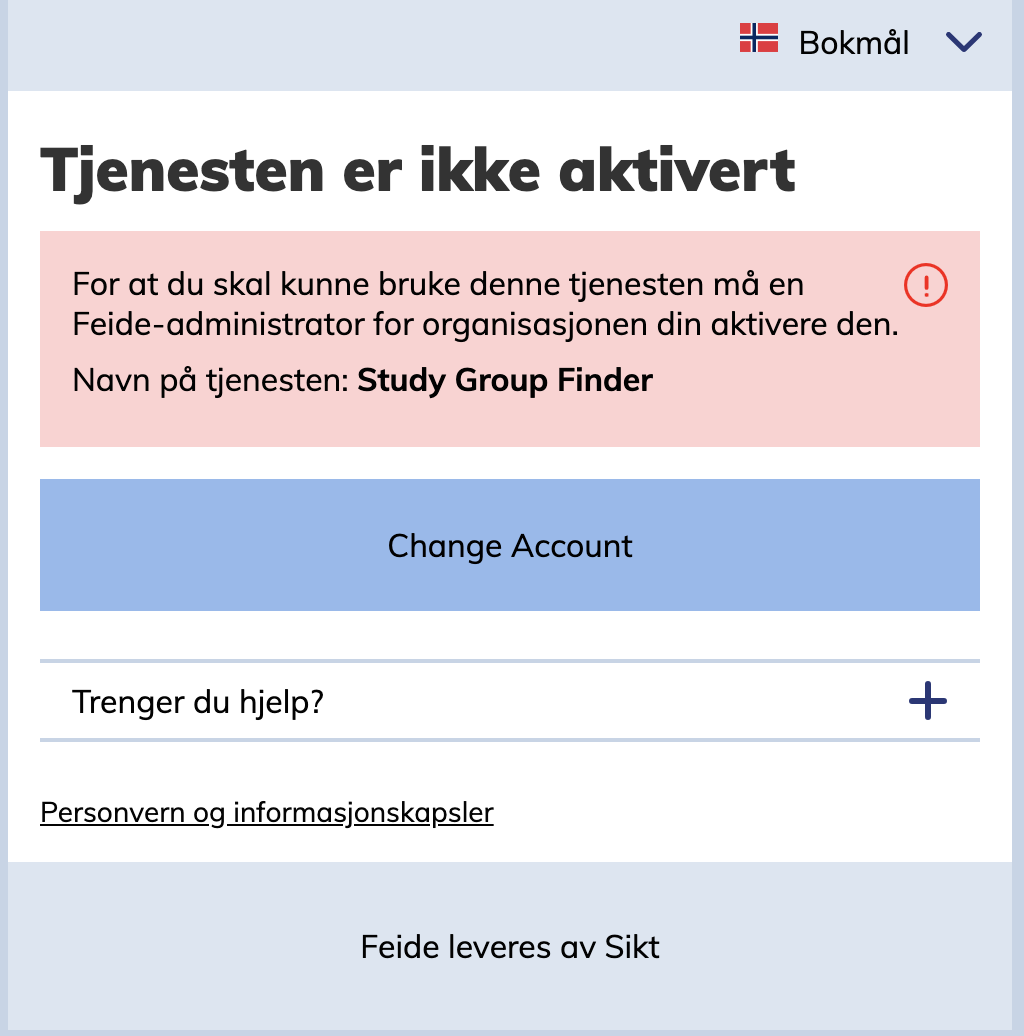 Bokmål
Tjenesten er ikke aktivert
For at du skal kunne bruke denne tjenesten må en
Feide-administrator for organisasjonen din aktivere den.
Navn på tjenesten: Study Group Finder
Change Account
Trenger du hjelp?
Personvern og informasjonskapsler
Feide leveres av Sikt